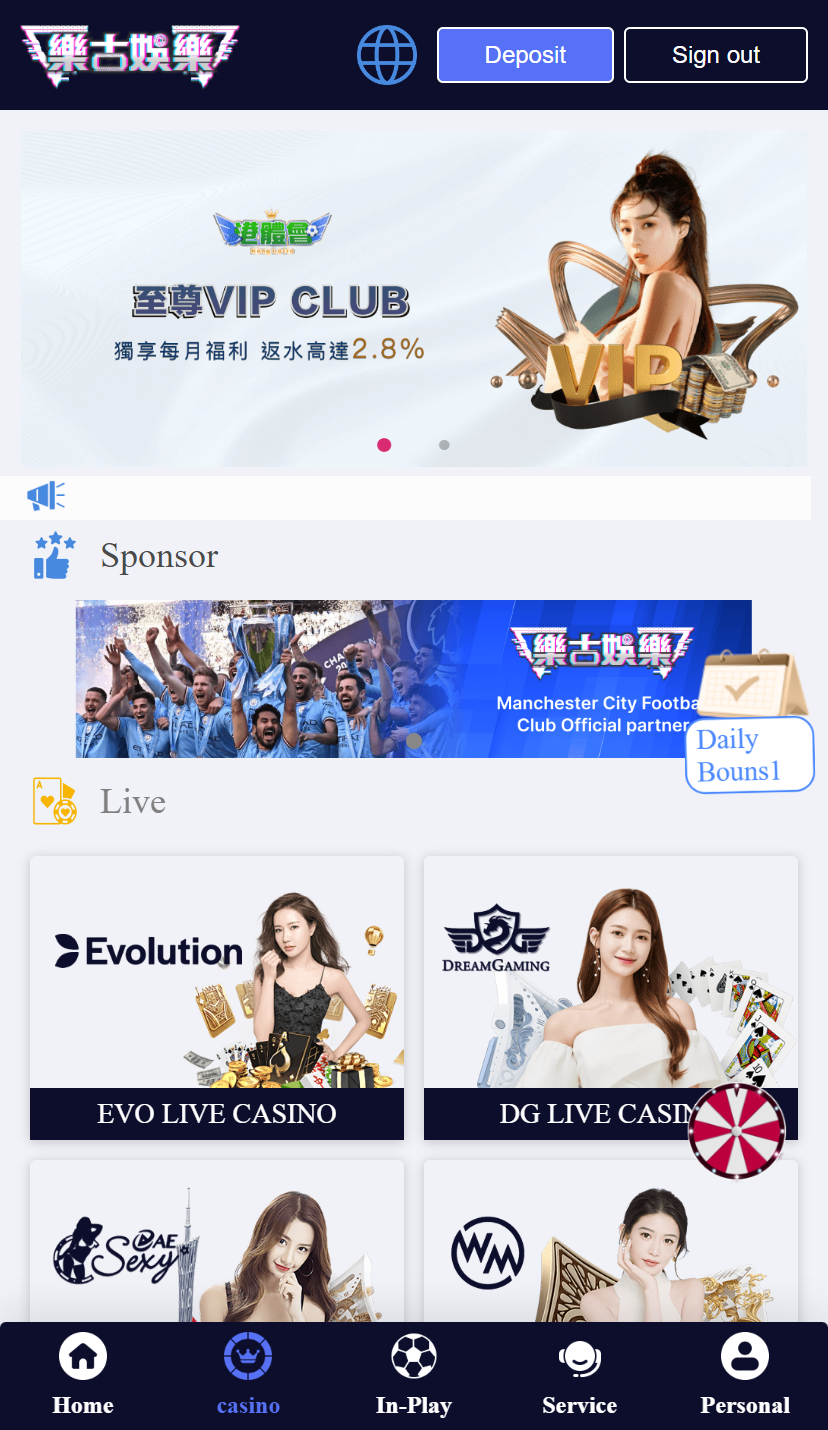 樂古娛樂
Deposit
Sign out
港體會
至尊VIP CLUB
獨享每月福利 返水高達2.8%
VIP
Sponsor
樂古娛樂
Manchester City Footba
Club Official partner
Daily
Bouns1
Live
Evolution
DREAMGAMING
EVO LIVE CASINO
DG LIVE CASIN
AE
Sexy
WM
Home
casino
In-Play
Service
Personal